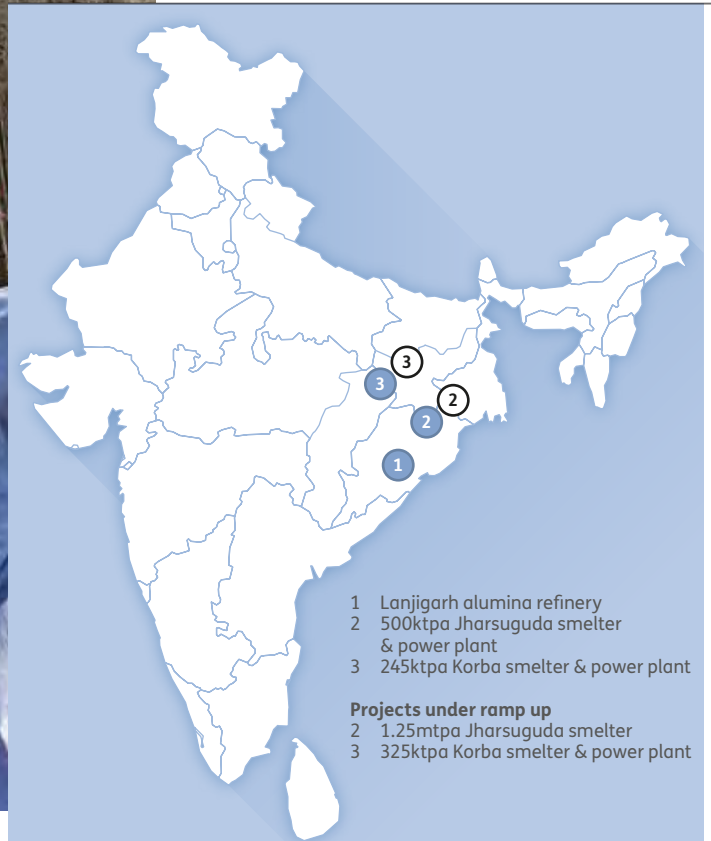 3
3
2
2
1
1 Lanjigarh alumina refinery
2 500ktpa Jharsuguda smelter
& power plant
3 245ktpa Korba smelter & power plant
Projects under ramp up
2 1.25mtpa Jharsuguda smelter
3 325ktpa Korba smelter & power plant